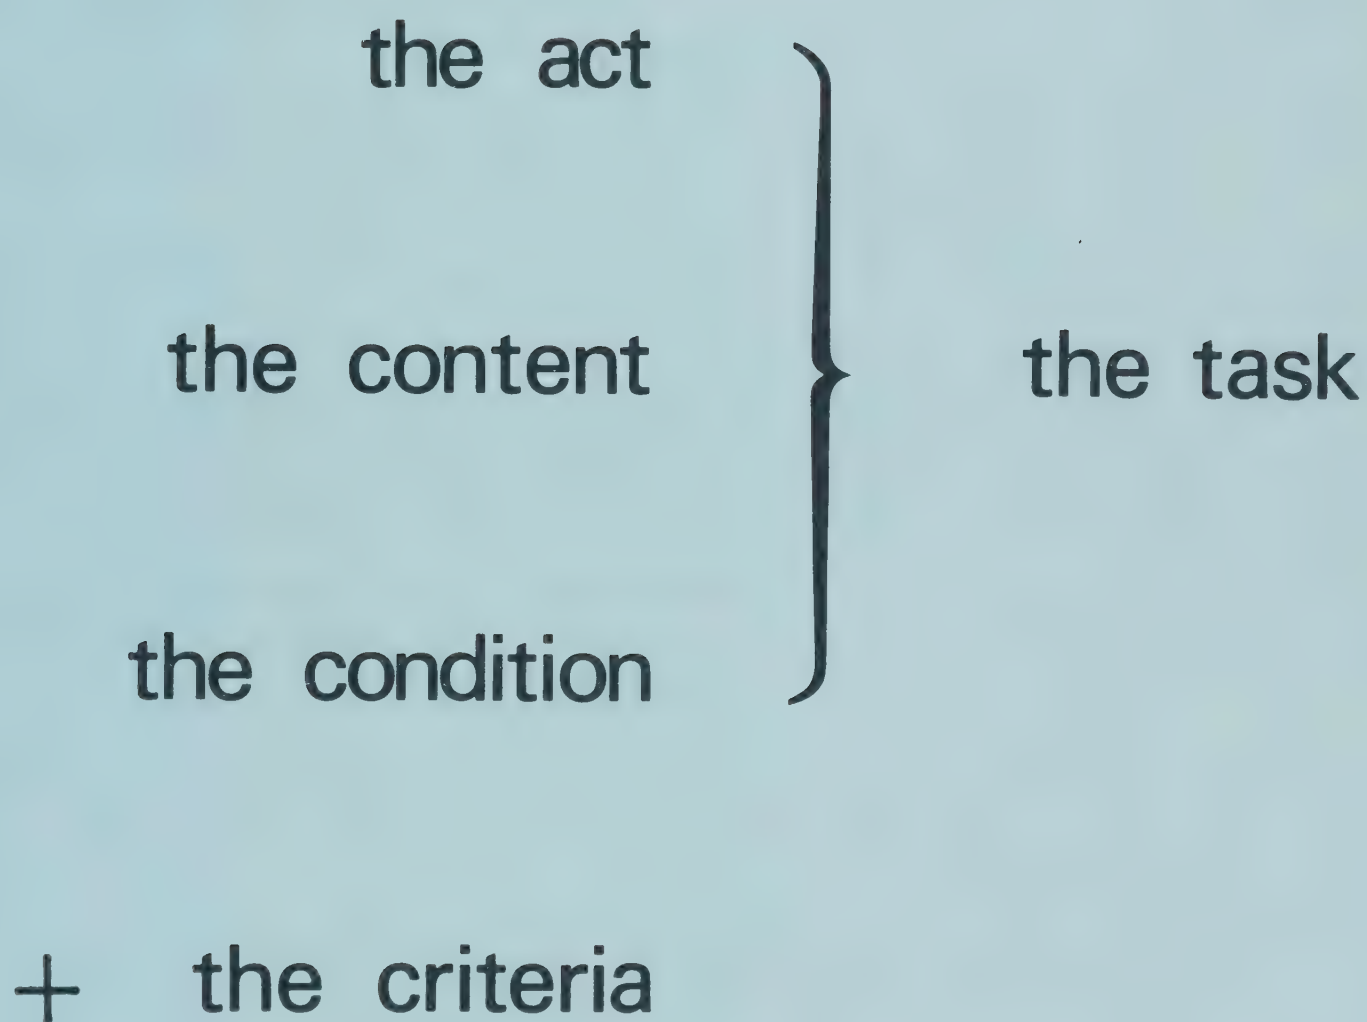 the act
the content
the task
the condition
+ the criteria